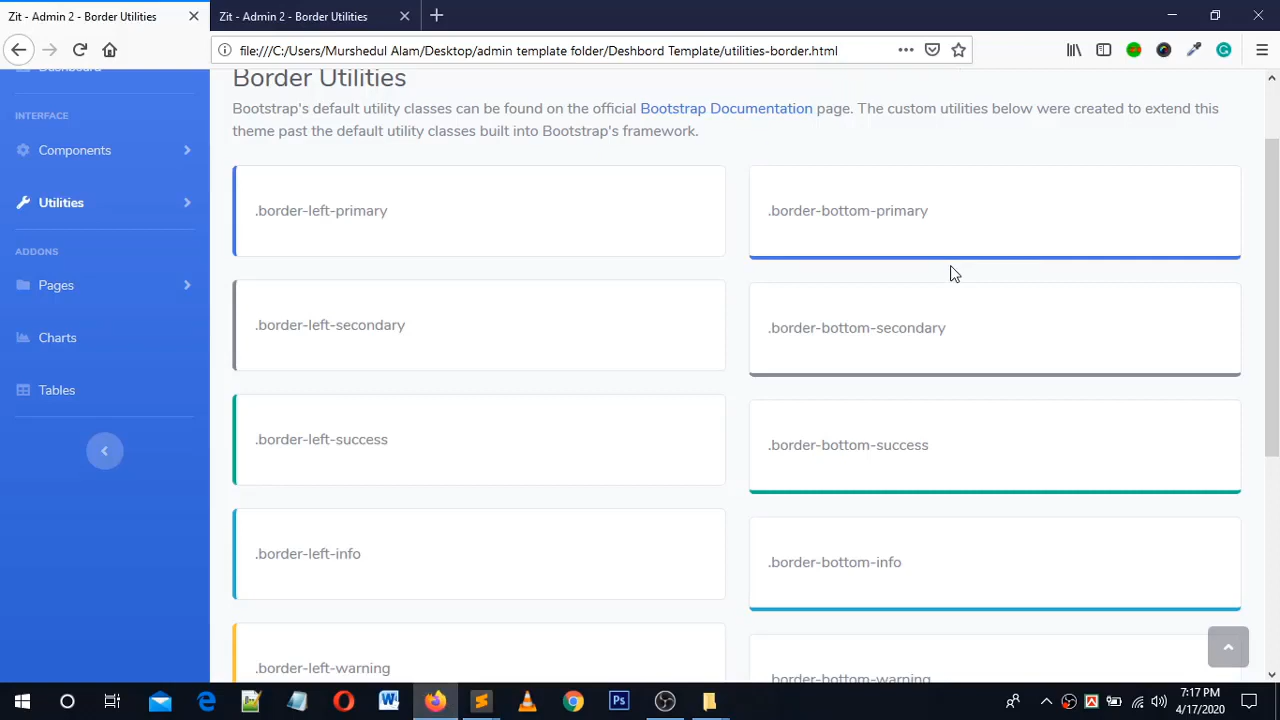 Zit - Admin 2 - Border Utilities
Zit - Admin 2 - Border Utilities
file:///C:/Users/Murshedul Alam/Desktop/admin template folder/Deshbord Template/utilities-border.html
Dashboard
INTERFACE
Components
Utilities
ADDONS
Pages
Charts
Tables
Border Utilities
Bootstrap's default utility classes can be found on the official Bootstrap Documentation page. The custom utilities below were created to extend this
theme past the default utility classes built into Bootstrap's framework.
.border-left-primary
.border-bottom-primary
.border-left-secondary
.border-bottom-secondary
.border-left-success
.border-bottom-success
.border-left-info
.border-bottom-info
.border-left-warning
.border-bottom-warning
7:17 PM
4/17/2020